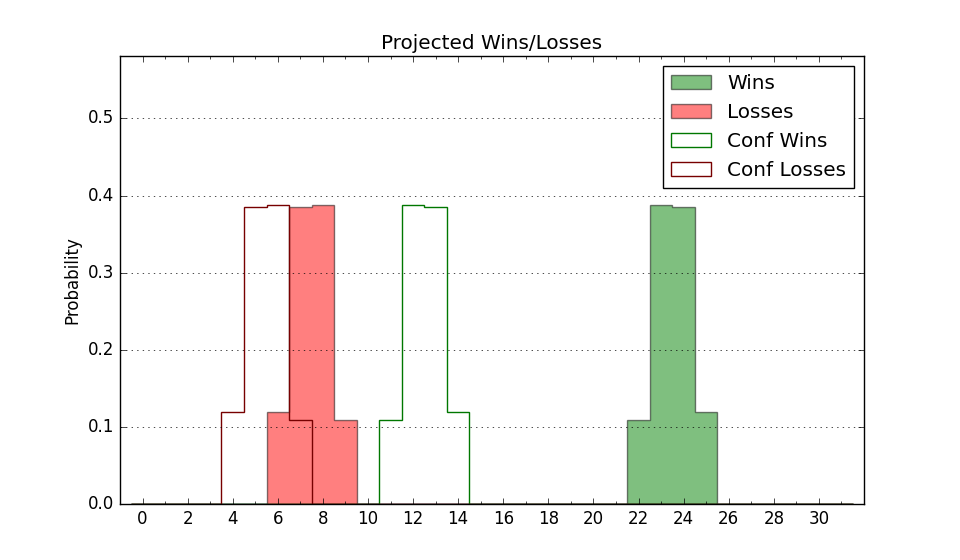 Projected Wins/Losses
Wins
Losses
Conf Wins
Conf Losses
Probability
0.5
0.4
0.3
0.2
0.1
0.0
0 2 4 6 8 10 12 14 16 18 20 22 24 26 28 30